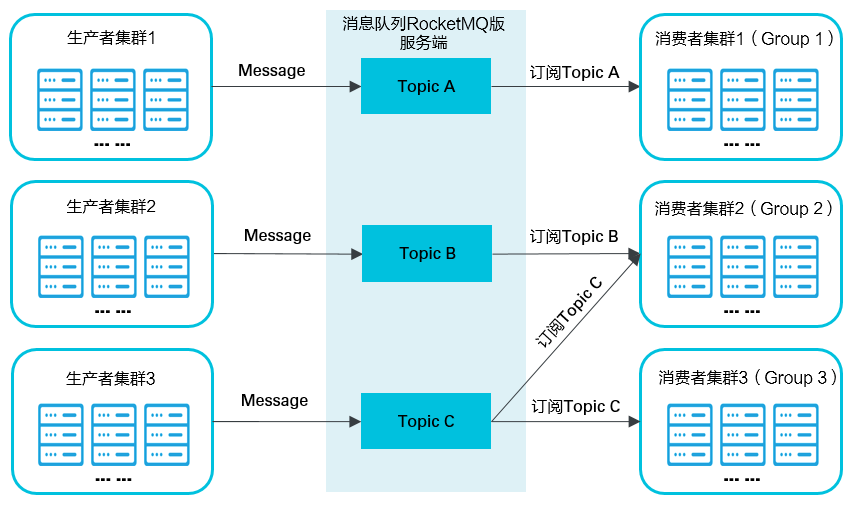 生产者集群1
消息队列RocketMQ版
服务端
消费者集群1（Group 1）
Message
Topic A
订阅Topic A
... ...
... ...
生产者集群2
消费者集群2（Group 2）
Message
Topic B
订阅Topic B
... ...
... ...
订阅Topic C
生产者集群3
消费者集群3（Group 3）
Message
Topic C
订阅Topic C
... ...
... ...